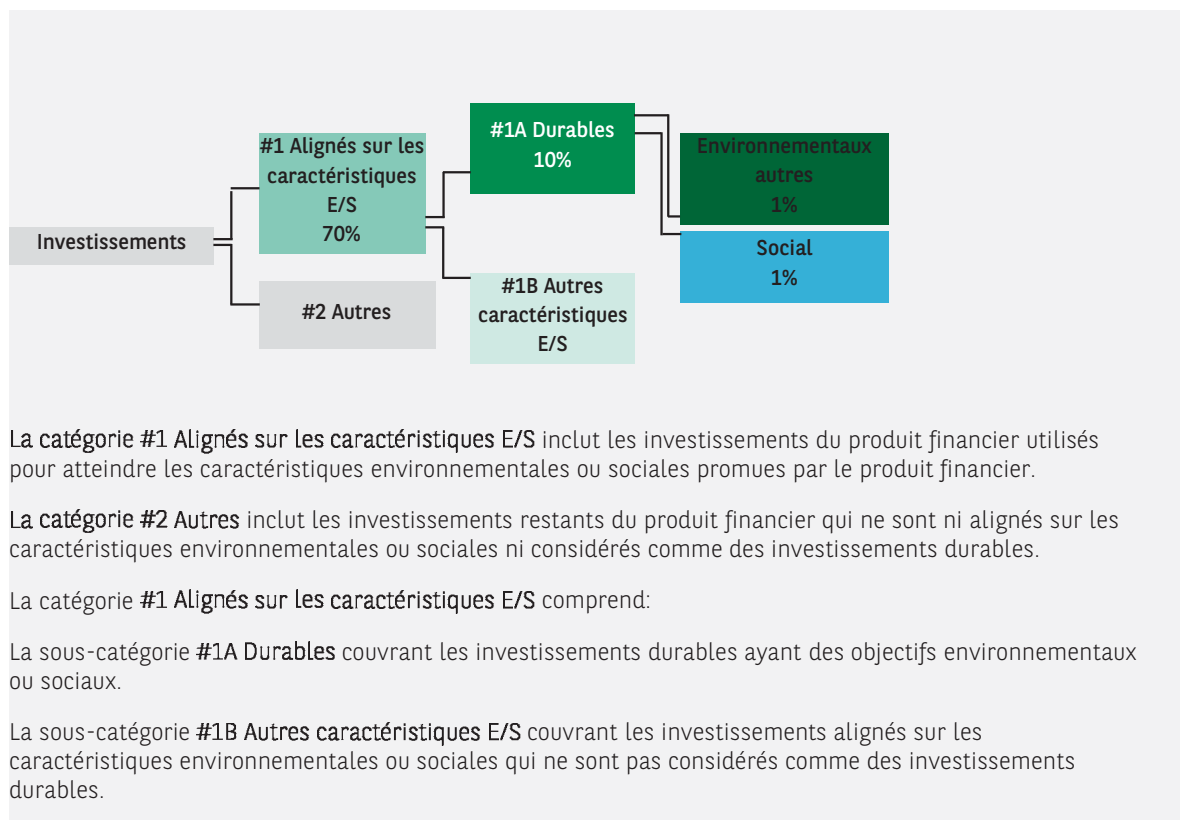 #1A Durables
10%
#1 Alignés sur les
caractéristiques
E/S
70%
Environnementaux
autres
1%
Investissements
Social
1%
#2 Autres
#1B Autres
caractéristiques
E/S
La catégorie #1 Alignés sur les caractéristiques E/S inclut les investissements du produit financier utilisés
pour atteindre les caractéristiques environnementales ou sociales promues par le produit financier.
La catégorie #2 Autres inclut les investissements restants du produit financier qui ne sont ni alignés sur les
caractéristiques environnementales ou sociales ni considérés comme des investissements durables.
La catégorie #1 Alignés sur les caractéristiques E/S comprend:
La sous-catégorie #1A Durables couvrant les investissements durables ayant des objectifs environnementaux
ou sociaux.
La sous-catégorie #1B Autres caractéristiques E/S couvrant les investissements alignés sur les
caractéristiques environnementales ou sociales qui ne sont pas considérés comme des investissements
durables.